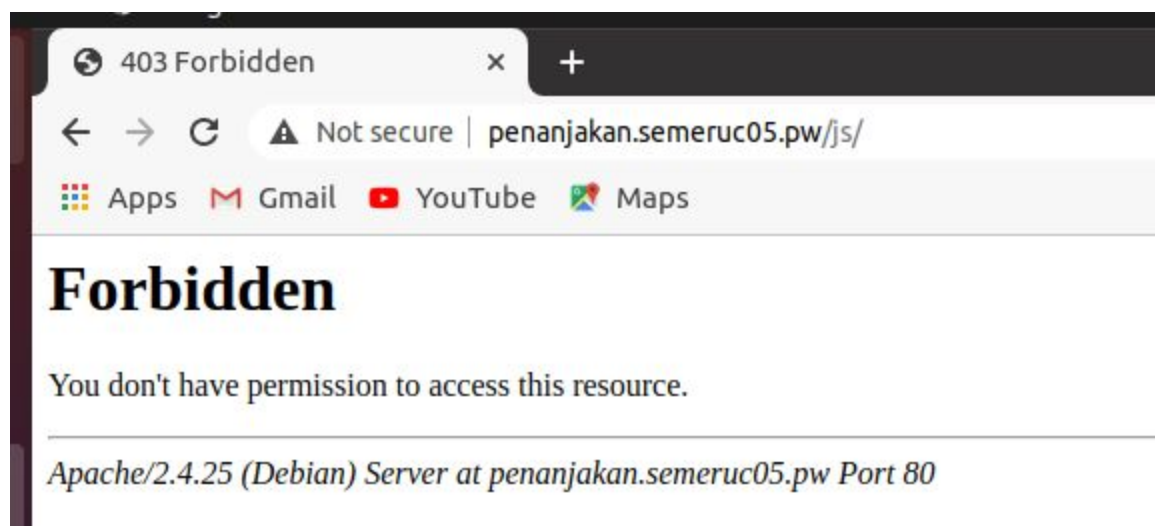 403 Forbidden
Not secure penanjakan.semeruc05.pw/js/
Apps Gmail YouTube Maps
Forbidden
You don't have permission to access this resource.
Apache/2.4.25 (Debian) Server at penanjakan.semeruc05.pw Port 80